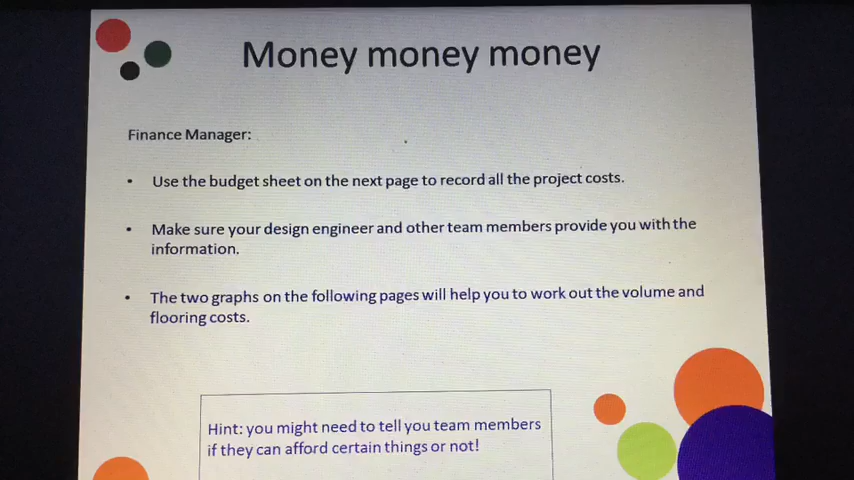 Money money money
Finance Manager:
• Use the budget sheet on the next page to record all the project costs.
• Make sure your design engineer and other team members provide you with the
information.
• The two graphs on the following pages will help you to work out the volume and
flooring costs.
Hint: you might need to tell you team members
if they can afford certain things or not!